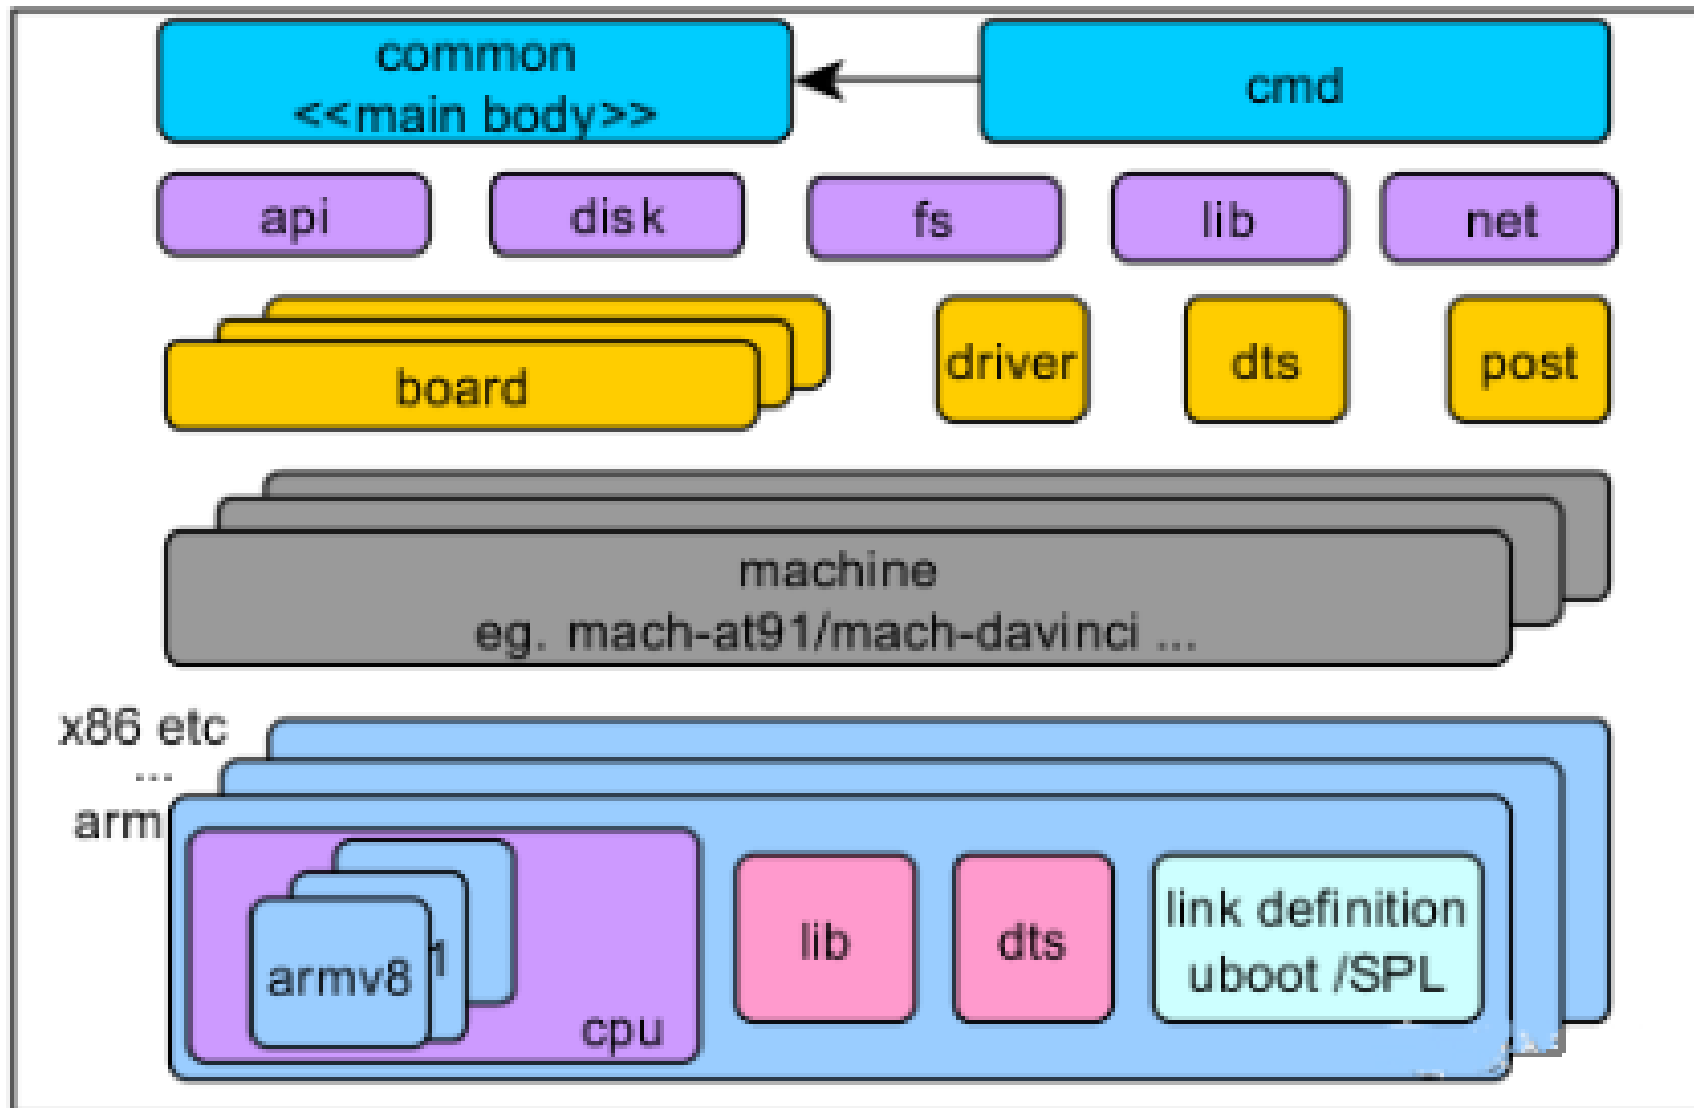 common
<<main body>>
cmd
api
disk
fs
lib
net
board
driver
dts
post
machine
eg. mach-at91/mach-davinci ...
x86 etc
...
arm
armv8
1
cpu
lib
dts
link definition
uboot /SPL